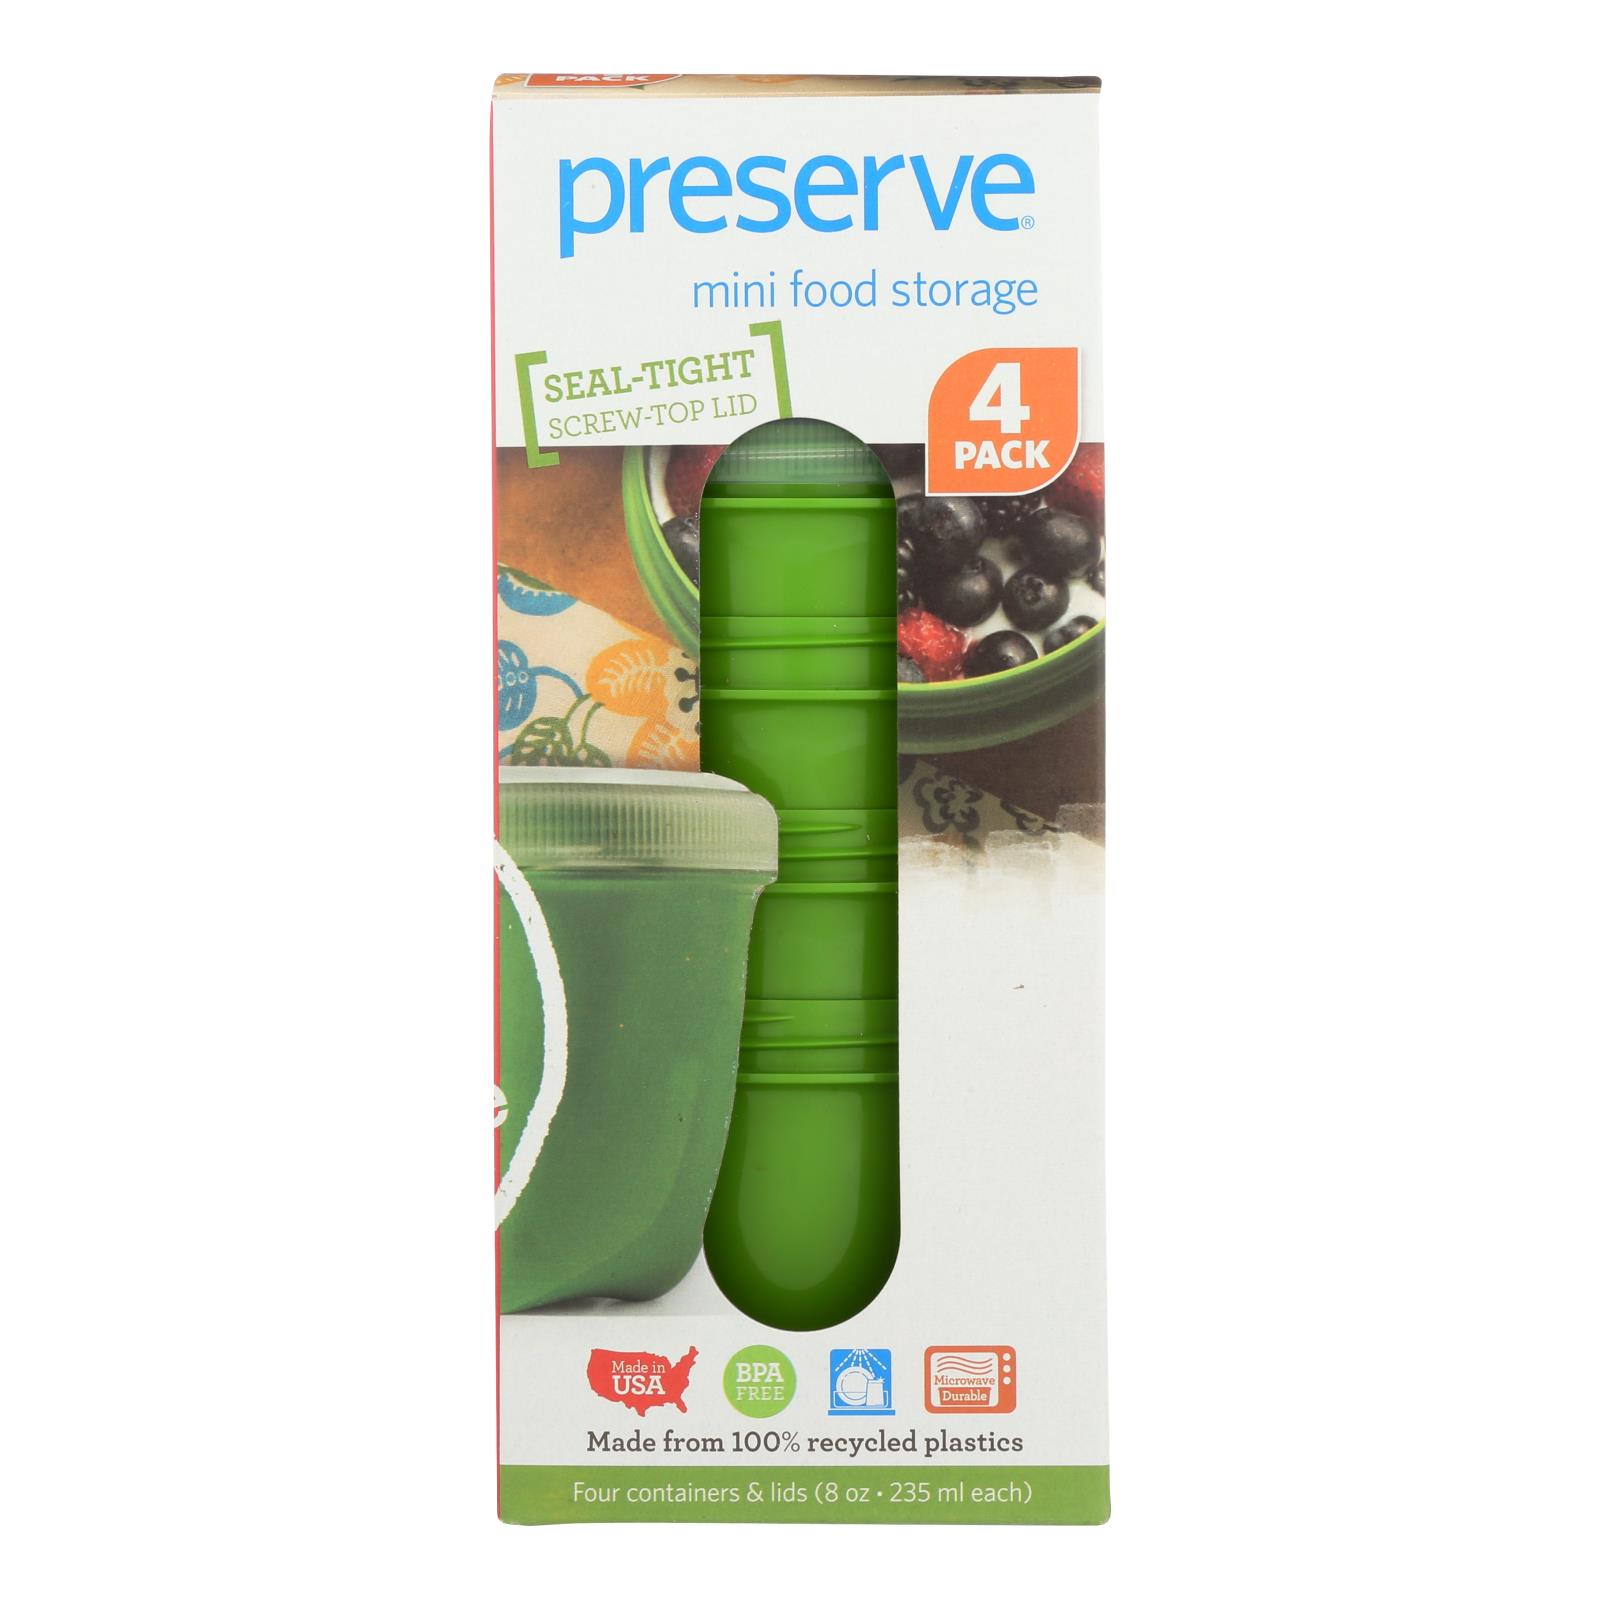 PACK
preserve®
mini food storage
SEAL-TIGHT
SCREW-TOP LID
4
PACK
Made in
USA
BPA
FREE
Microwave
Durable
Made from 100% recycled plastics
Four containers & lids (8 oz • 235 ml each)